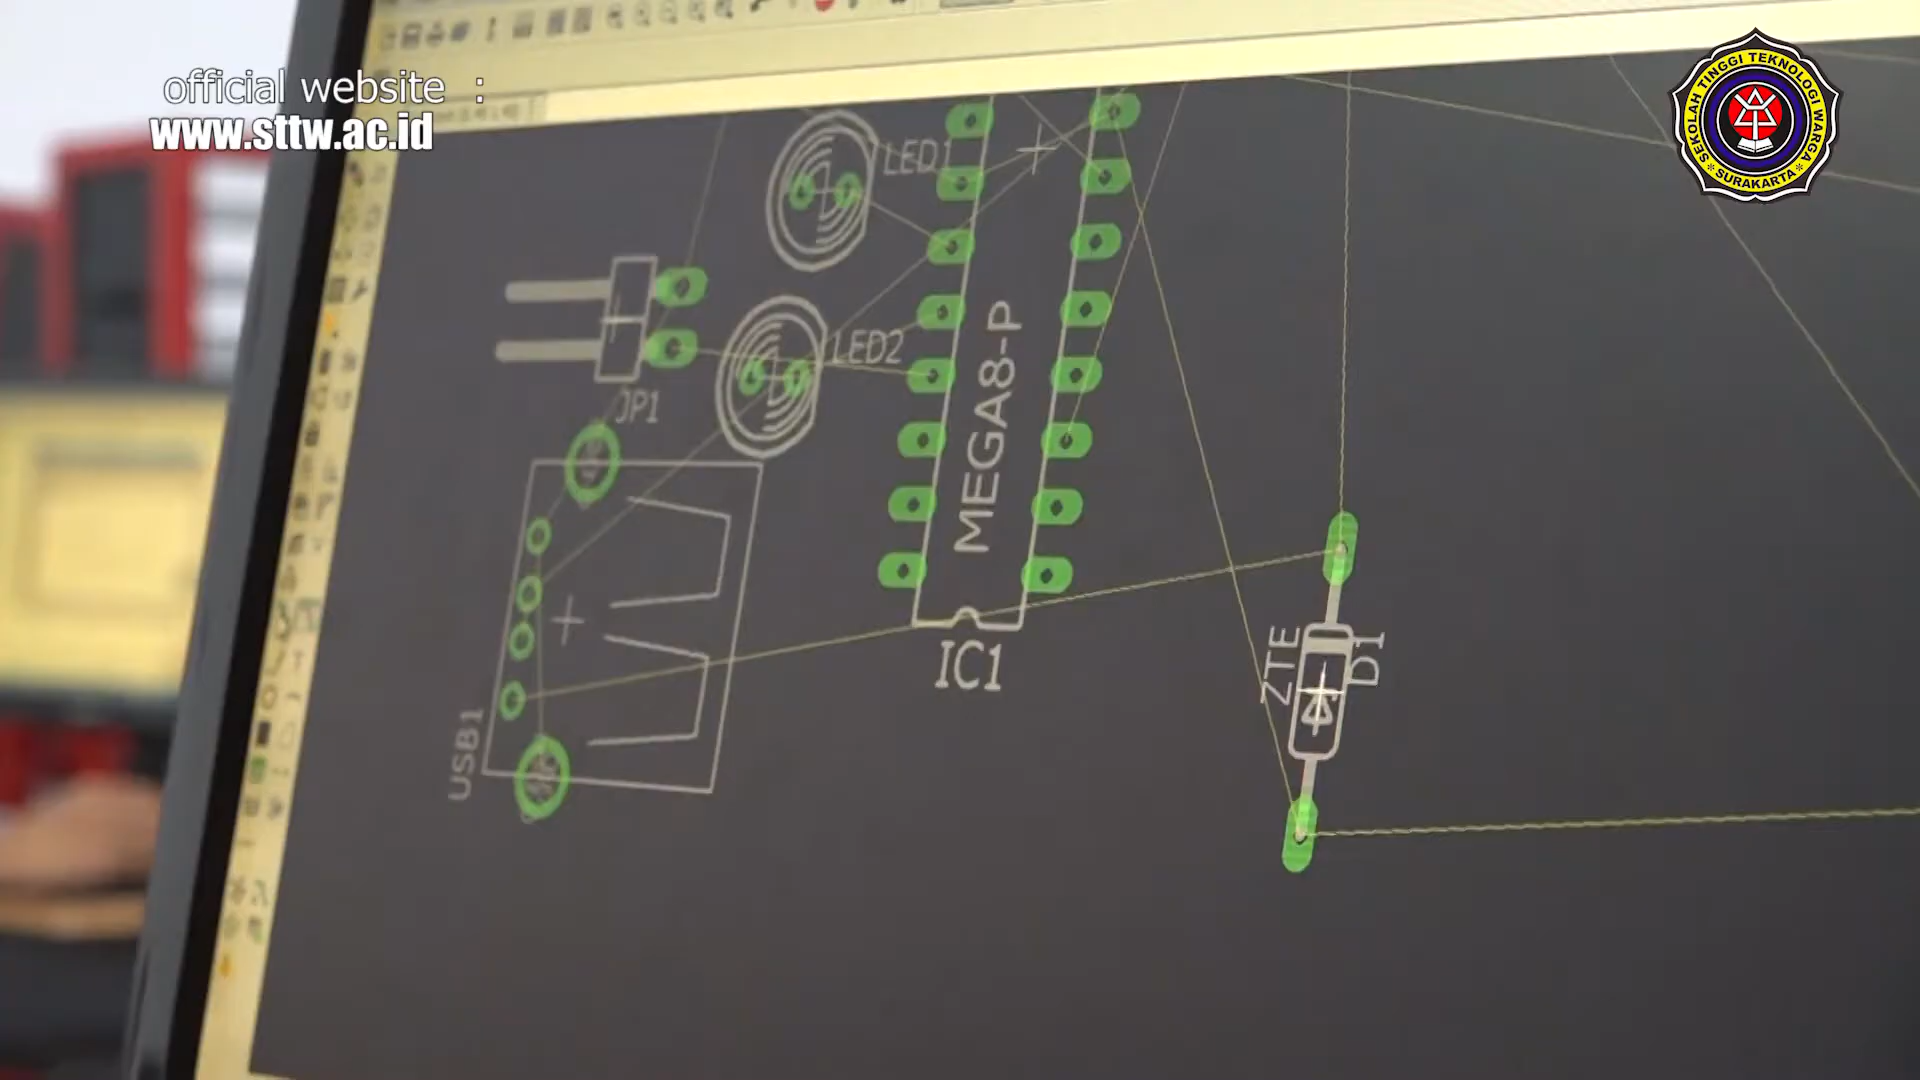 official website :
www.sttw.ac.id
SEKOLAH TINGGI TEKNOLOGI WARGA
* SURAKARTA *
LED1
LED2
JP1
MEGA8-P
IC1
USB1
ZTE
D1